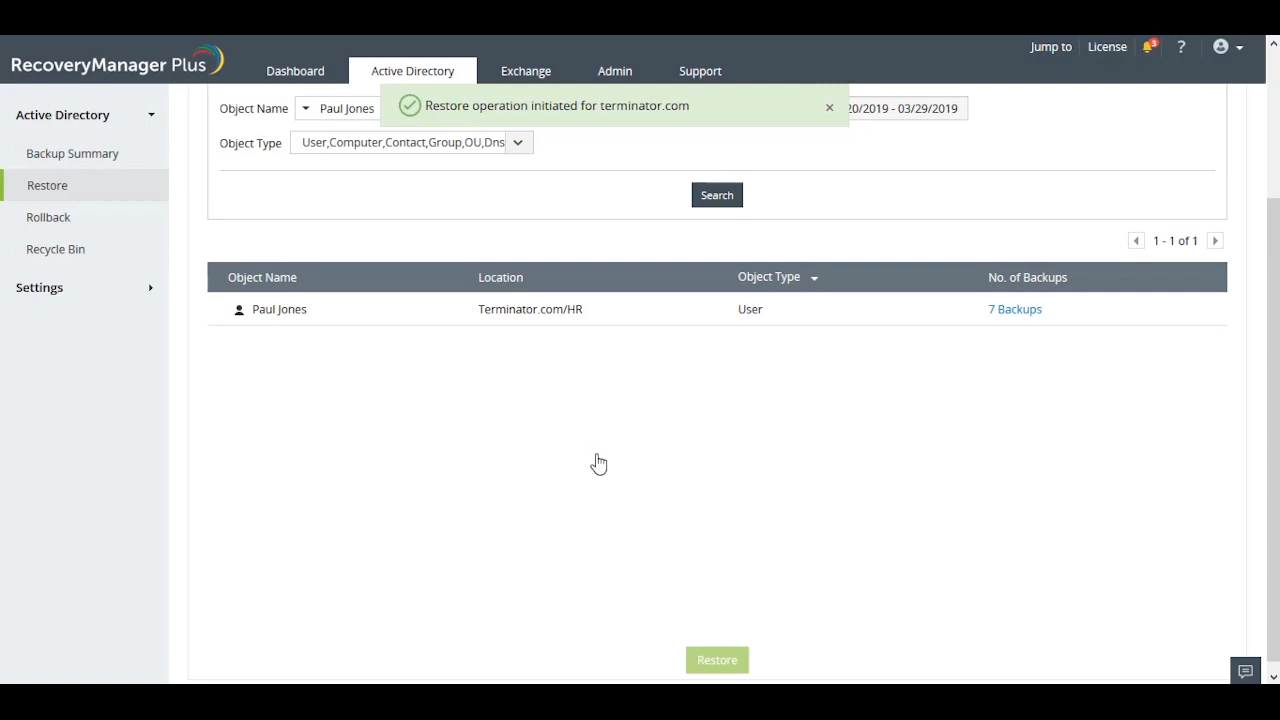 RecoveryManager Plus
Jump to
License
3
?
Dashboard
Active Directory
Exchange
Admin
Support
Active Directory
Backup Summary
Restore
Rollback
Recycle Bin
Settings
Restore operation initiated for terminator.com
×
Object Name
Paul Jones
20/2019 - 03/29/2019
Object Type
User,Computer,Contact,Group,OU,Dns
Search
1 - 1 of 1
Object Name Location Object Type No. of Backups
Paul Jones Terminator.com/HR User 7 Backups
Restore